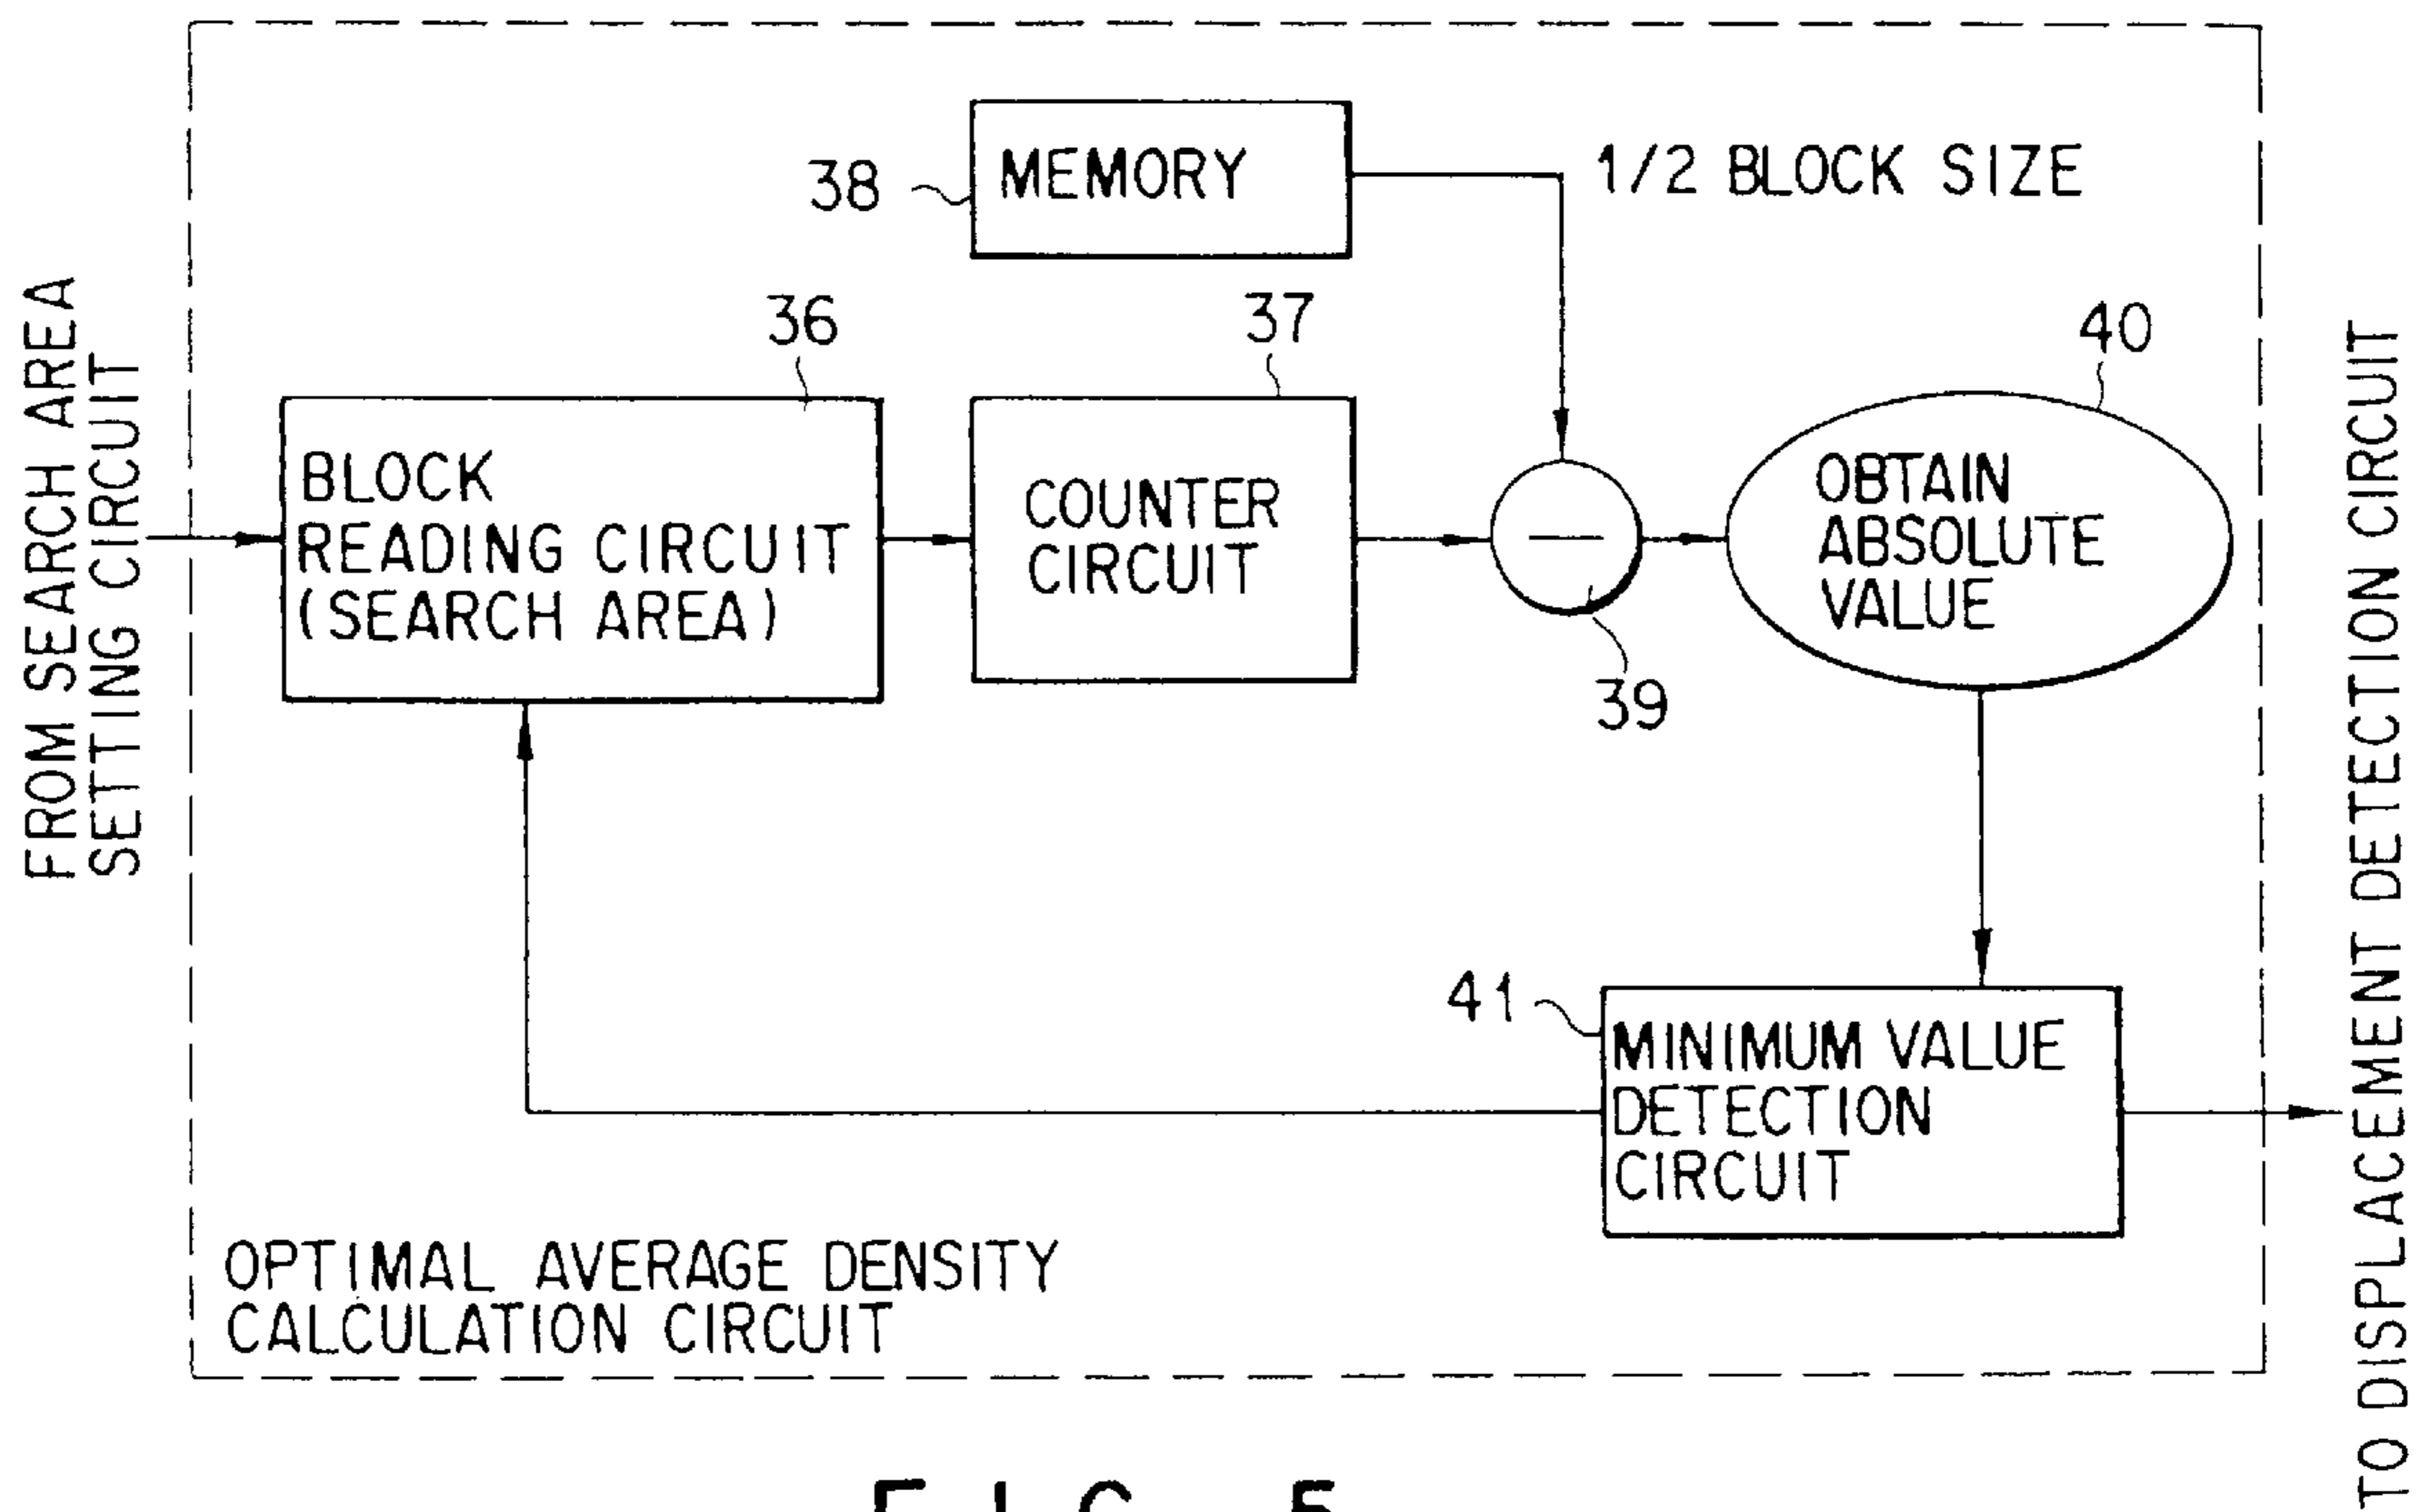 MEMORY
38
1/2 BLOCK SIZE
36
37
40
FROM SEARCH AREA
SETTING CIRCUIT
BLOCK
READING CIRCUIT
(SEARCH AREA)
COUNTER
CIRCUIT
—
39
OBTAIN
ABSOLUTE
VALUE
41
MINIMUM VALUE
DETECTION
CIRCUIT
TO DISPLACEMENT DETECTION CIRCUIT
OPTIMAL AVERAGE DENSITY
CALCULATION CIRCUIT